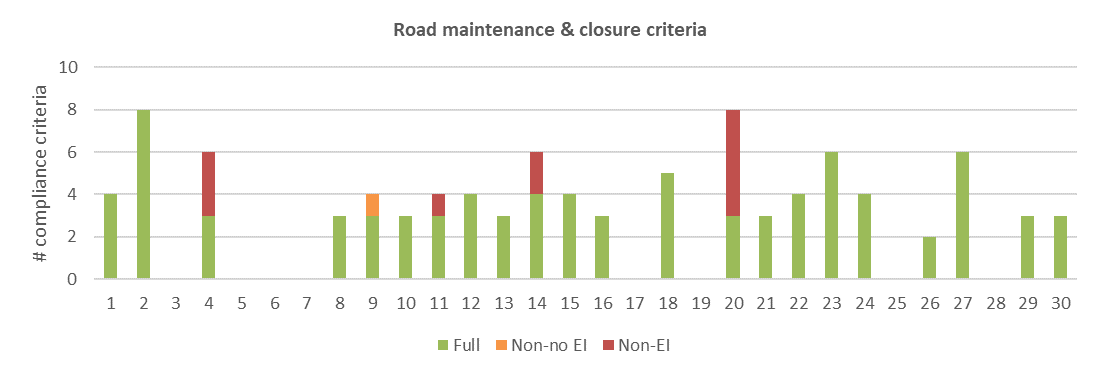 Road maintenance & closure criteria
# compliance criteria
10
8
6
4
2
0
1 2 3 4 5 6 7 8 9 10 11 12 13 14 15 16 17 18 19 20 21 22 23 24 25 26 27 28 29 30
Full Non-no EI Non-EI